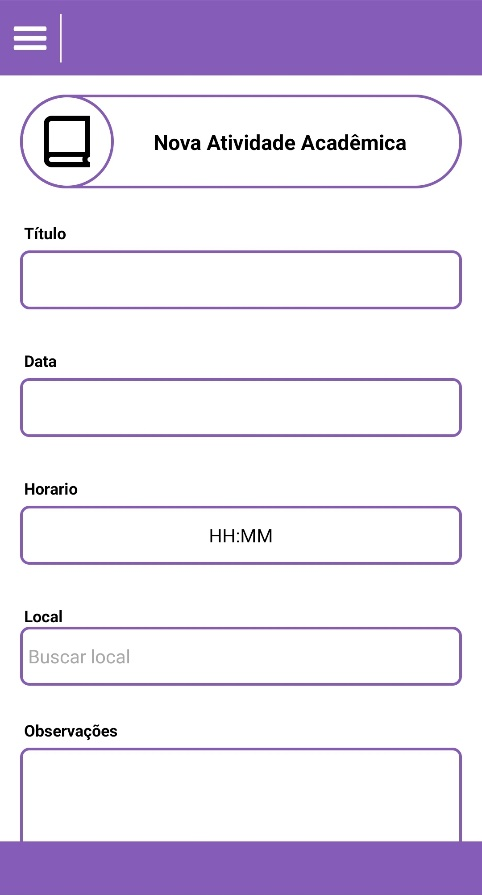 Nova Atividade Acadêmica
Título
Data
Horario
HH:MM
Local
Buscar local
Observações